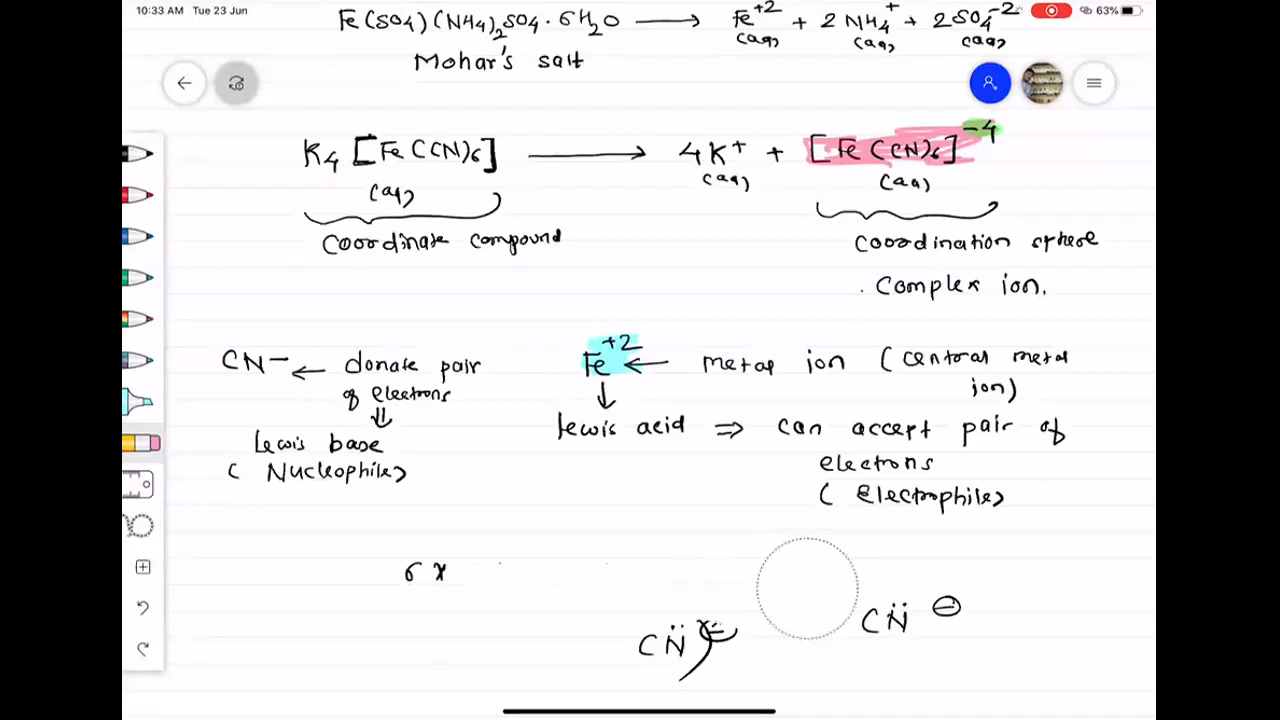 10:33 AM Tue 23 Jun
63%
Fe(SO4)(NH4)2SO4·6H2O ⟶ Fe+2 (aq) + 2NH4+ (aq) + 2SO4-2 (aq)
Mohar's salt
K4[Fe(CN)6] (aq) ⟶ 4K+ (aq) + [Fe(CN)6]-4 (aq)
Coordinate compound
Coordination sphere
Complex ion.
CN- ← donate pair of electrons
⇓
Lewis base
(Nucleophile)
Fe+2 ← metal ion (central metal ion)
↓
lewis acid ⇒ can accept pair of
electrons
(Electrophile)
6 x
CN̈
CN̈ ⊖